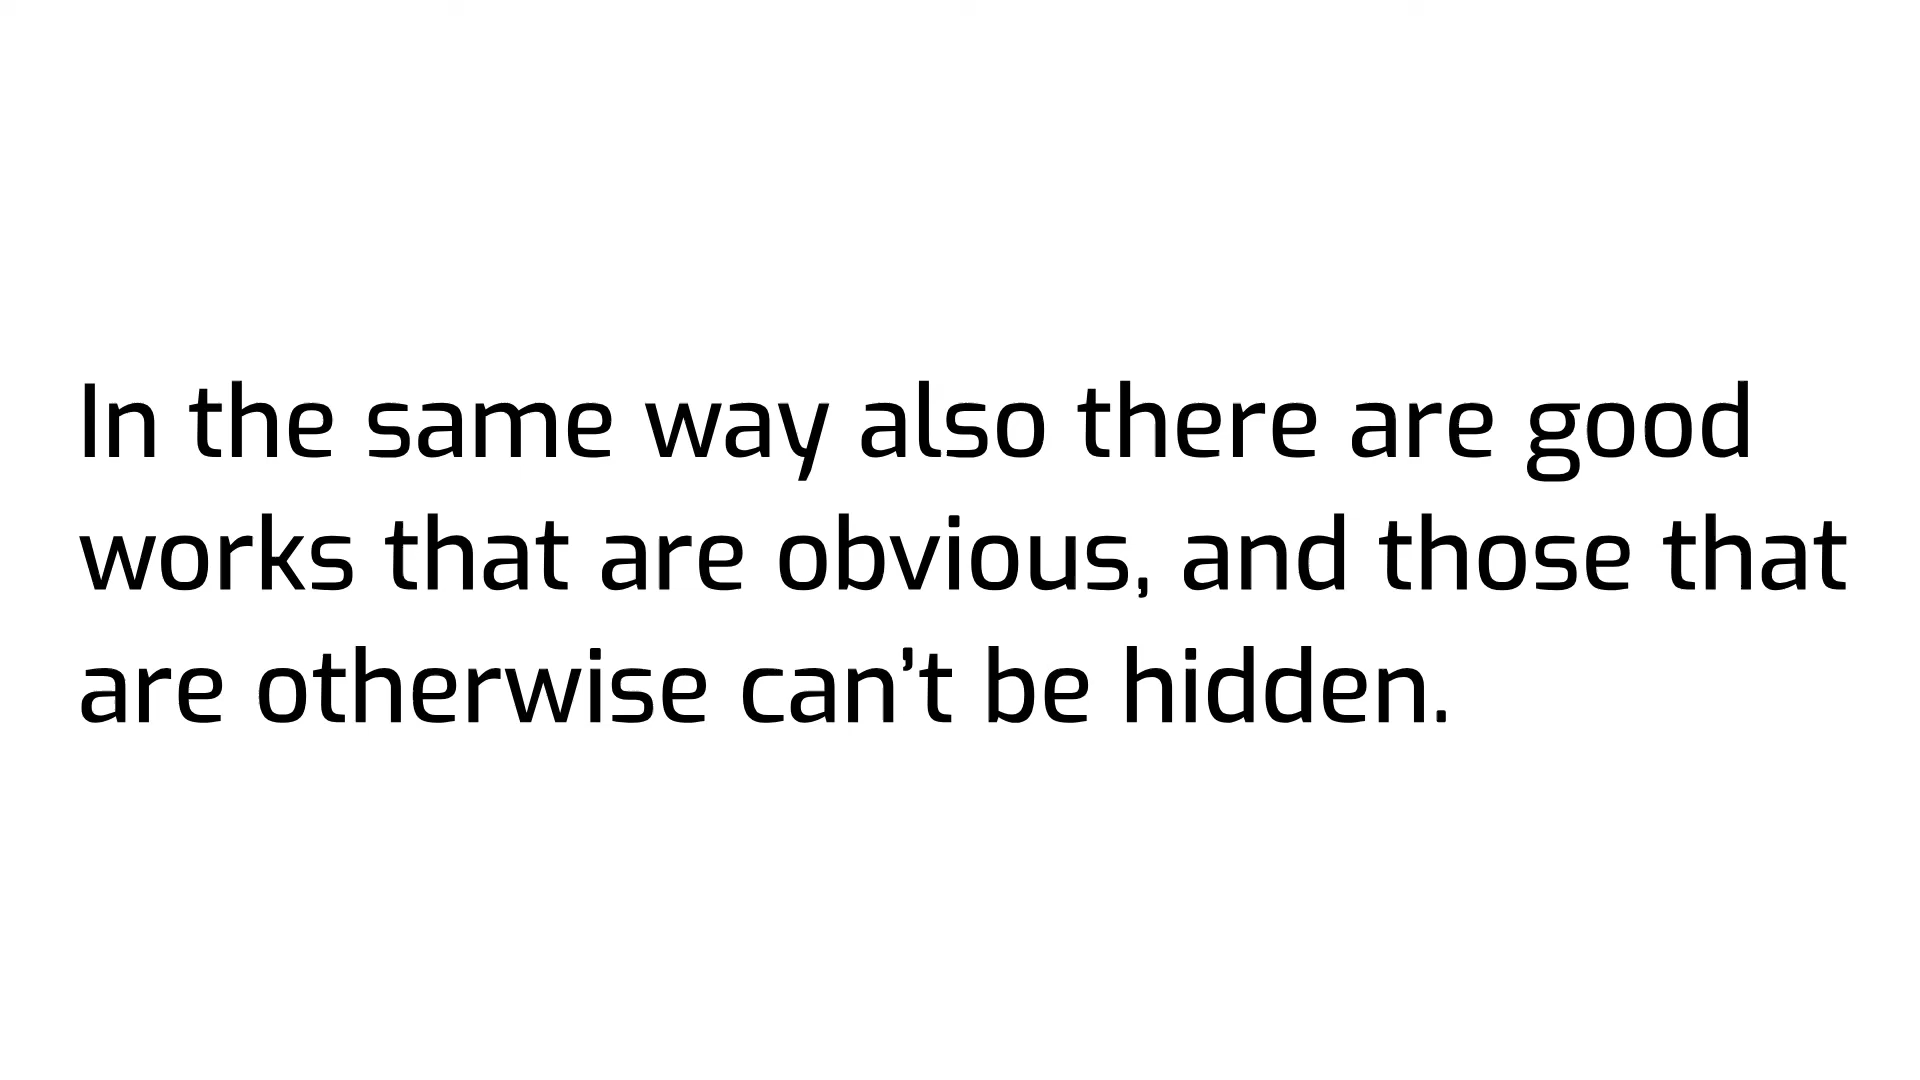 In the same way also there are good
works that are obvious, and those that
are otherwise can’t be hidden.